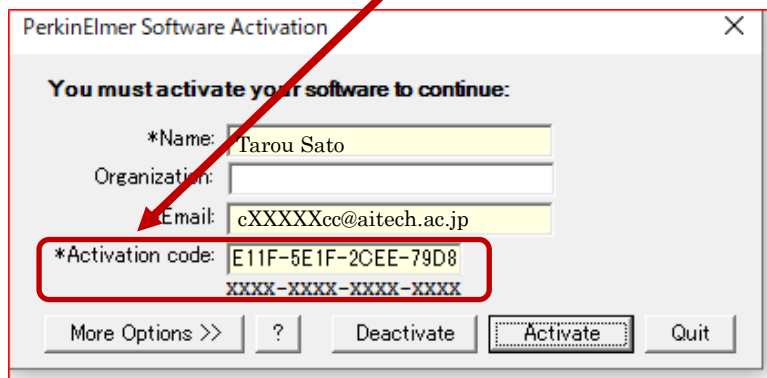 PerkinElmer Software Activation
You must activate your software to continue:
*Name: Tarou Sato
Organization:
*Email: cXXXXXcc@aitech.ac.jp
*Activation code: E11F-5E1F-2CEE-79D8
XXXX-XXXX-XXXX-XXXX
More Options >> ? Deactivate Activate Quit